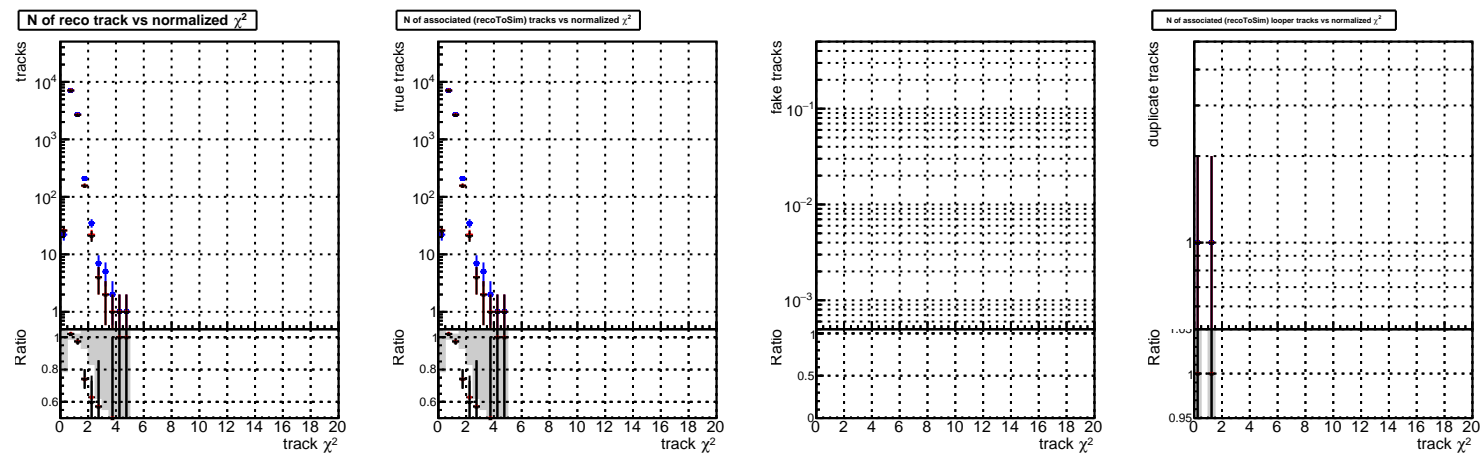 N of reco track vs normalized χ²
tracks
10⁴
10³
10²
10
1
Ratio
1
0.8
0.6
0 2 4 6 8 10 12 14 16 18 20
track χ²
N of associated (recoToSim) tracks vs normalized χ²
true tracks
10⁴
10³
10²
10
1
Ratio
1
0.8
0.6
0 2 4 6 8 10 12 14 16 18 20
track χ²
fake tracks
10⁻¹
10⁻²
10⁻³
Ratio
1
0.5
0
0 2 4 6 8 10 12 14 16 18 20
track χ²
N of associated (recoToSim) looper tracks vs normalized χ²
duplicate tracks
1
Ratio
1.05
1
0.95
0 2 4 6 8 10 12 14 16 18 20
track χ²